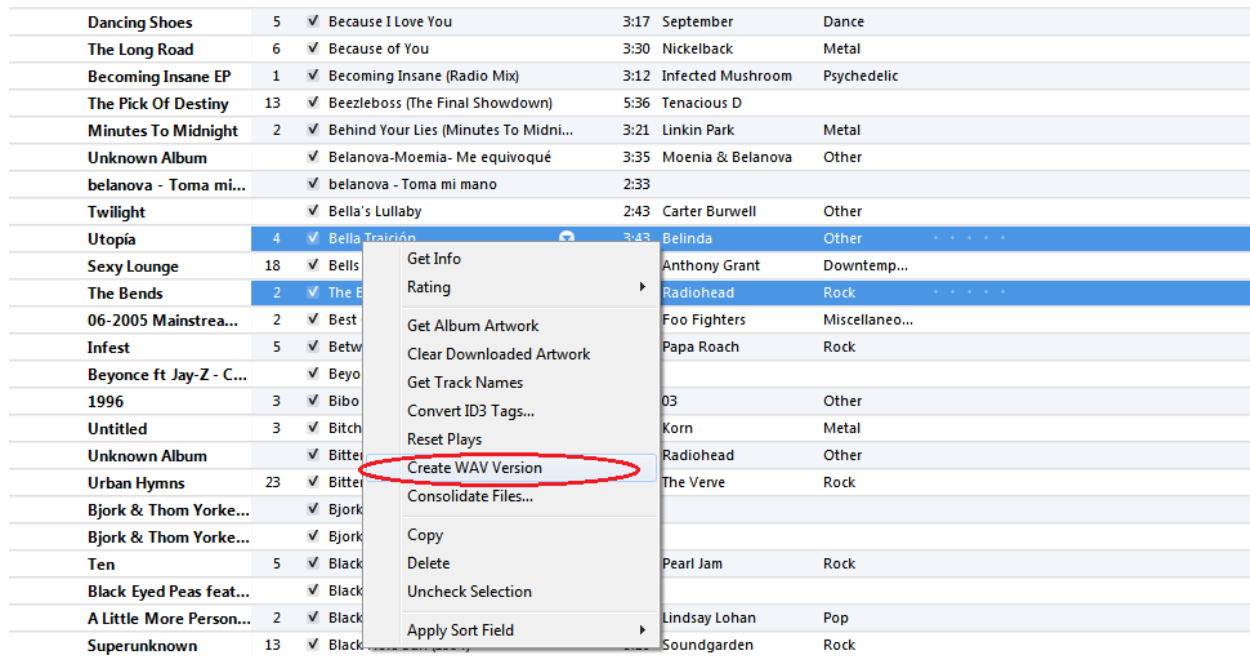 Dancing Shoes 5 Because I Love You 3:17 September Dance
The Long Road 6 Because of You 3:30 Nickelback Metal
Becoming Insane EP 1 Becoming Insane (Radio Mix) 3:12 Infected Mushroom Psychedelic
The Pick Of Destiny 13 Beezleboss (The Final Showdown) 5:36 Tenacious D
Minutes To Midnight 2 Behind Your Lies (Minutes To Midni... 3:21 Linkin Park Metal
Unknown Album Belanova-Moemia- Me equivoqué 3:35 Moenia & Belanova Other
belanova - Toma mi... belanova - Toma mi mano 2:33
Twilight Bella's Lullaby 2:43 Carter Burwell Other
Utopía 4 Bella Traición 3:43 Belinda Other
Sexy Lounge 18 Bells Anthony Grant Downtemp...
The Bends 2 The Radiohead Rock
06-2005 Mainstrea... 2 Best Foo Fighters Miscellaneo...
Infest 5 Betw Papa Roach Rock
Beyonce ft Jay-Z - C... Beyo
1996 3 Bibo 03 Other
Untitled 3 Bitch Korn Metal
Unknown Album Bitte Radiohead Other
Urban Hymns 23 Bitte The Verve Rock
Bjork & Thom Yorke... Bjork
Bjork & Thom Yorke... Bjork
Ten 5 Black Pearl Jam Rock
Black Eyed Peas feat... Black
A Little More Person... 2 Black Lindsay Lohan Pop
Superunknown 13 Black Soundgarden Rock
Get Info
Rating
Get Album Artwork
Clear Downloaded Artwork
Get Track Names
Convert ID3 Tags...
Reset Plays
Create WAV Version
Consolidate Files...
Copy
Delete
Uncheck Selection
Apply Sort Field